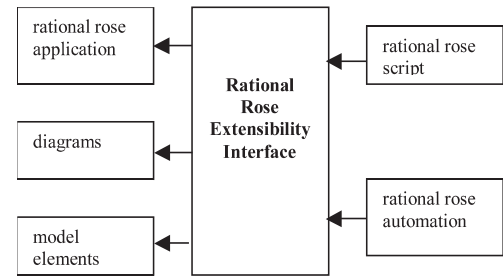 rational rose
application
diagrams
model
elements
Rational
Rose
Extensibility
Interface
rational rose
script
rational rose
automation